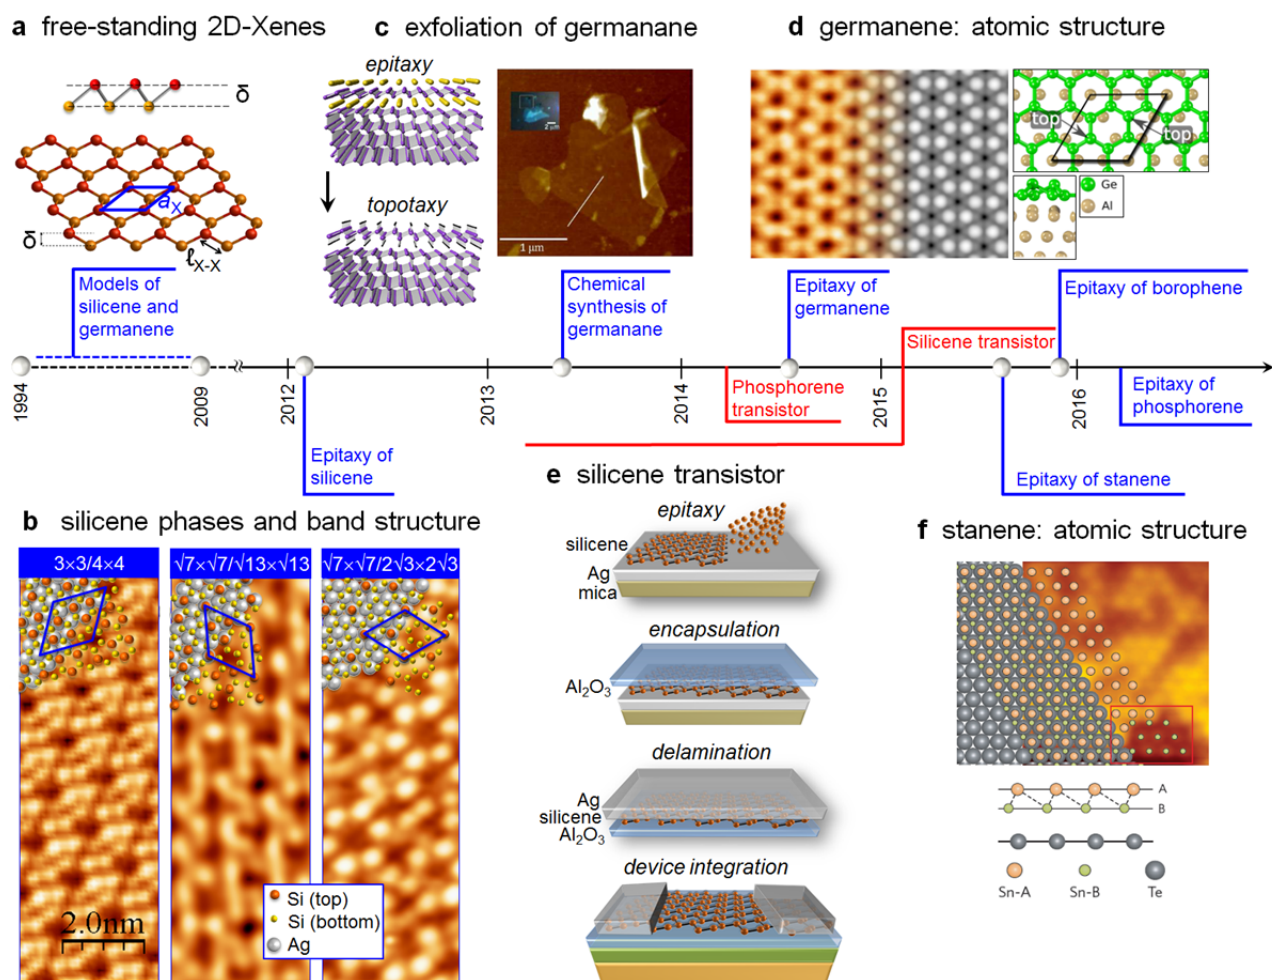 a free-standing 2D-Xenes
δ
a_X
δ
ℓ_X-X
c exfoliation of germanane
epitaxy
topotaxy
2 µm
1 µm
d germanene: atomic structure
top
top
Ge
Al
Models of
silicene and
germanene
Chemical
synthesis of
germanane
Epitaxy of
germanene
Silicene transistor
Epitaxy of borophene
1994
2009
2012
2013
2014
2015
2016
Epitaxy of
silicene
Phosphorene
transistor
Epitaxy of
phosphorene
Epitaxy of stanene
b silicene phases and band structure
3×3/4×4
√7×√7/√13×√13
√7×√7/2√3×2√3
Si (top)
Si (bottom)
Ag
2.0nm
e silicene transistor
epitaxy
silicene
Ag
mica
encapsulation
Al₂O₃
delamination
Ag
silicene
Al₂O₃
device integration
f stanene: atomic structure
A
B
Sn-A
Sn-B
Te